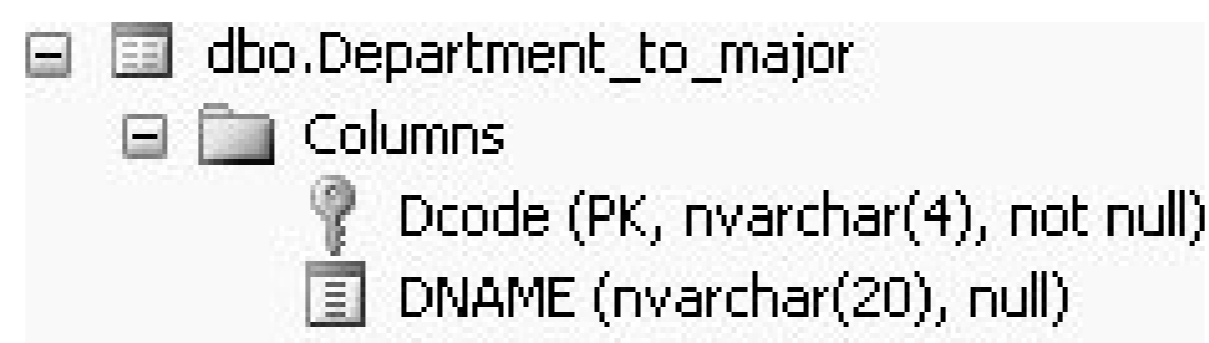 dbo.Department_to_major
Columns
Dcode (PK, nvarchar(4), not null)
DNAME (nvarchar(20), null)